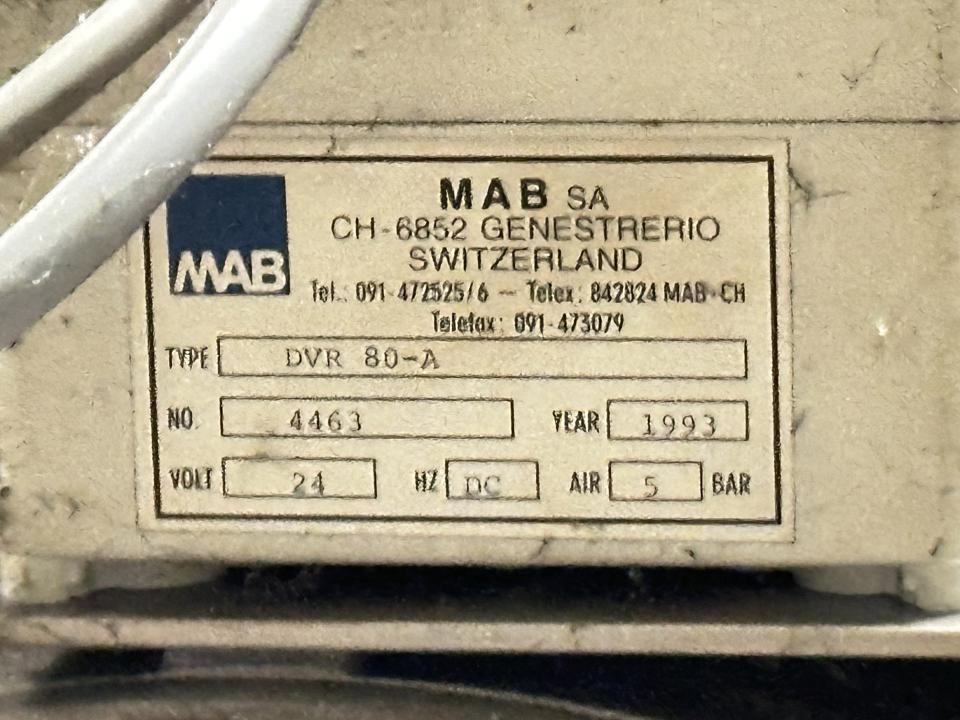 MAB
MAB SA
CH-6852 GENESTRERIO
SWITZERLAND
Tel.: 091-472525/6 - Telex: 842824 MAB-CH
Telefax: 091-473079
TYPE DVR 80-A
NO. 4463 YEAR 1993
VOLT 24 HZ DC AIR 5 BAR